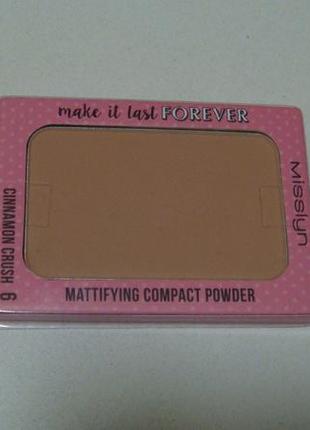 make it last FOREVER
Misslyn
CINNAMON CRUSH 6
MATTIFYING COMPACT POWDER